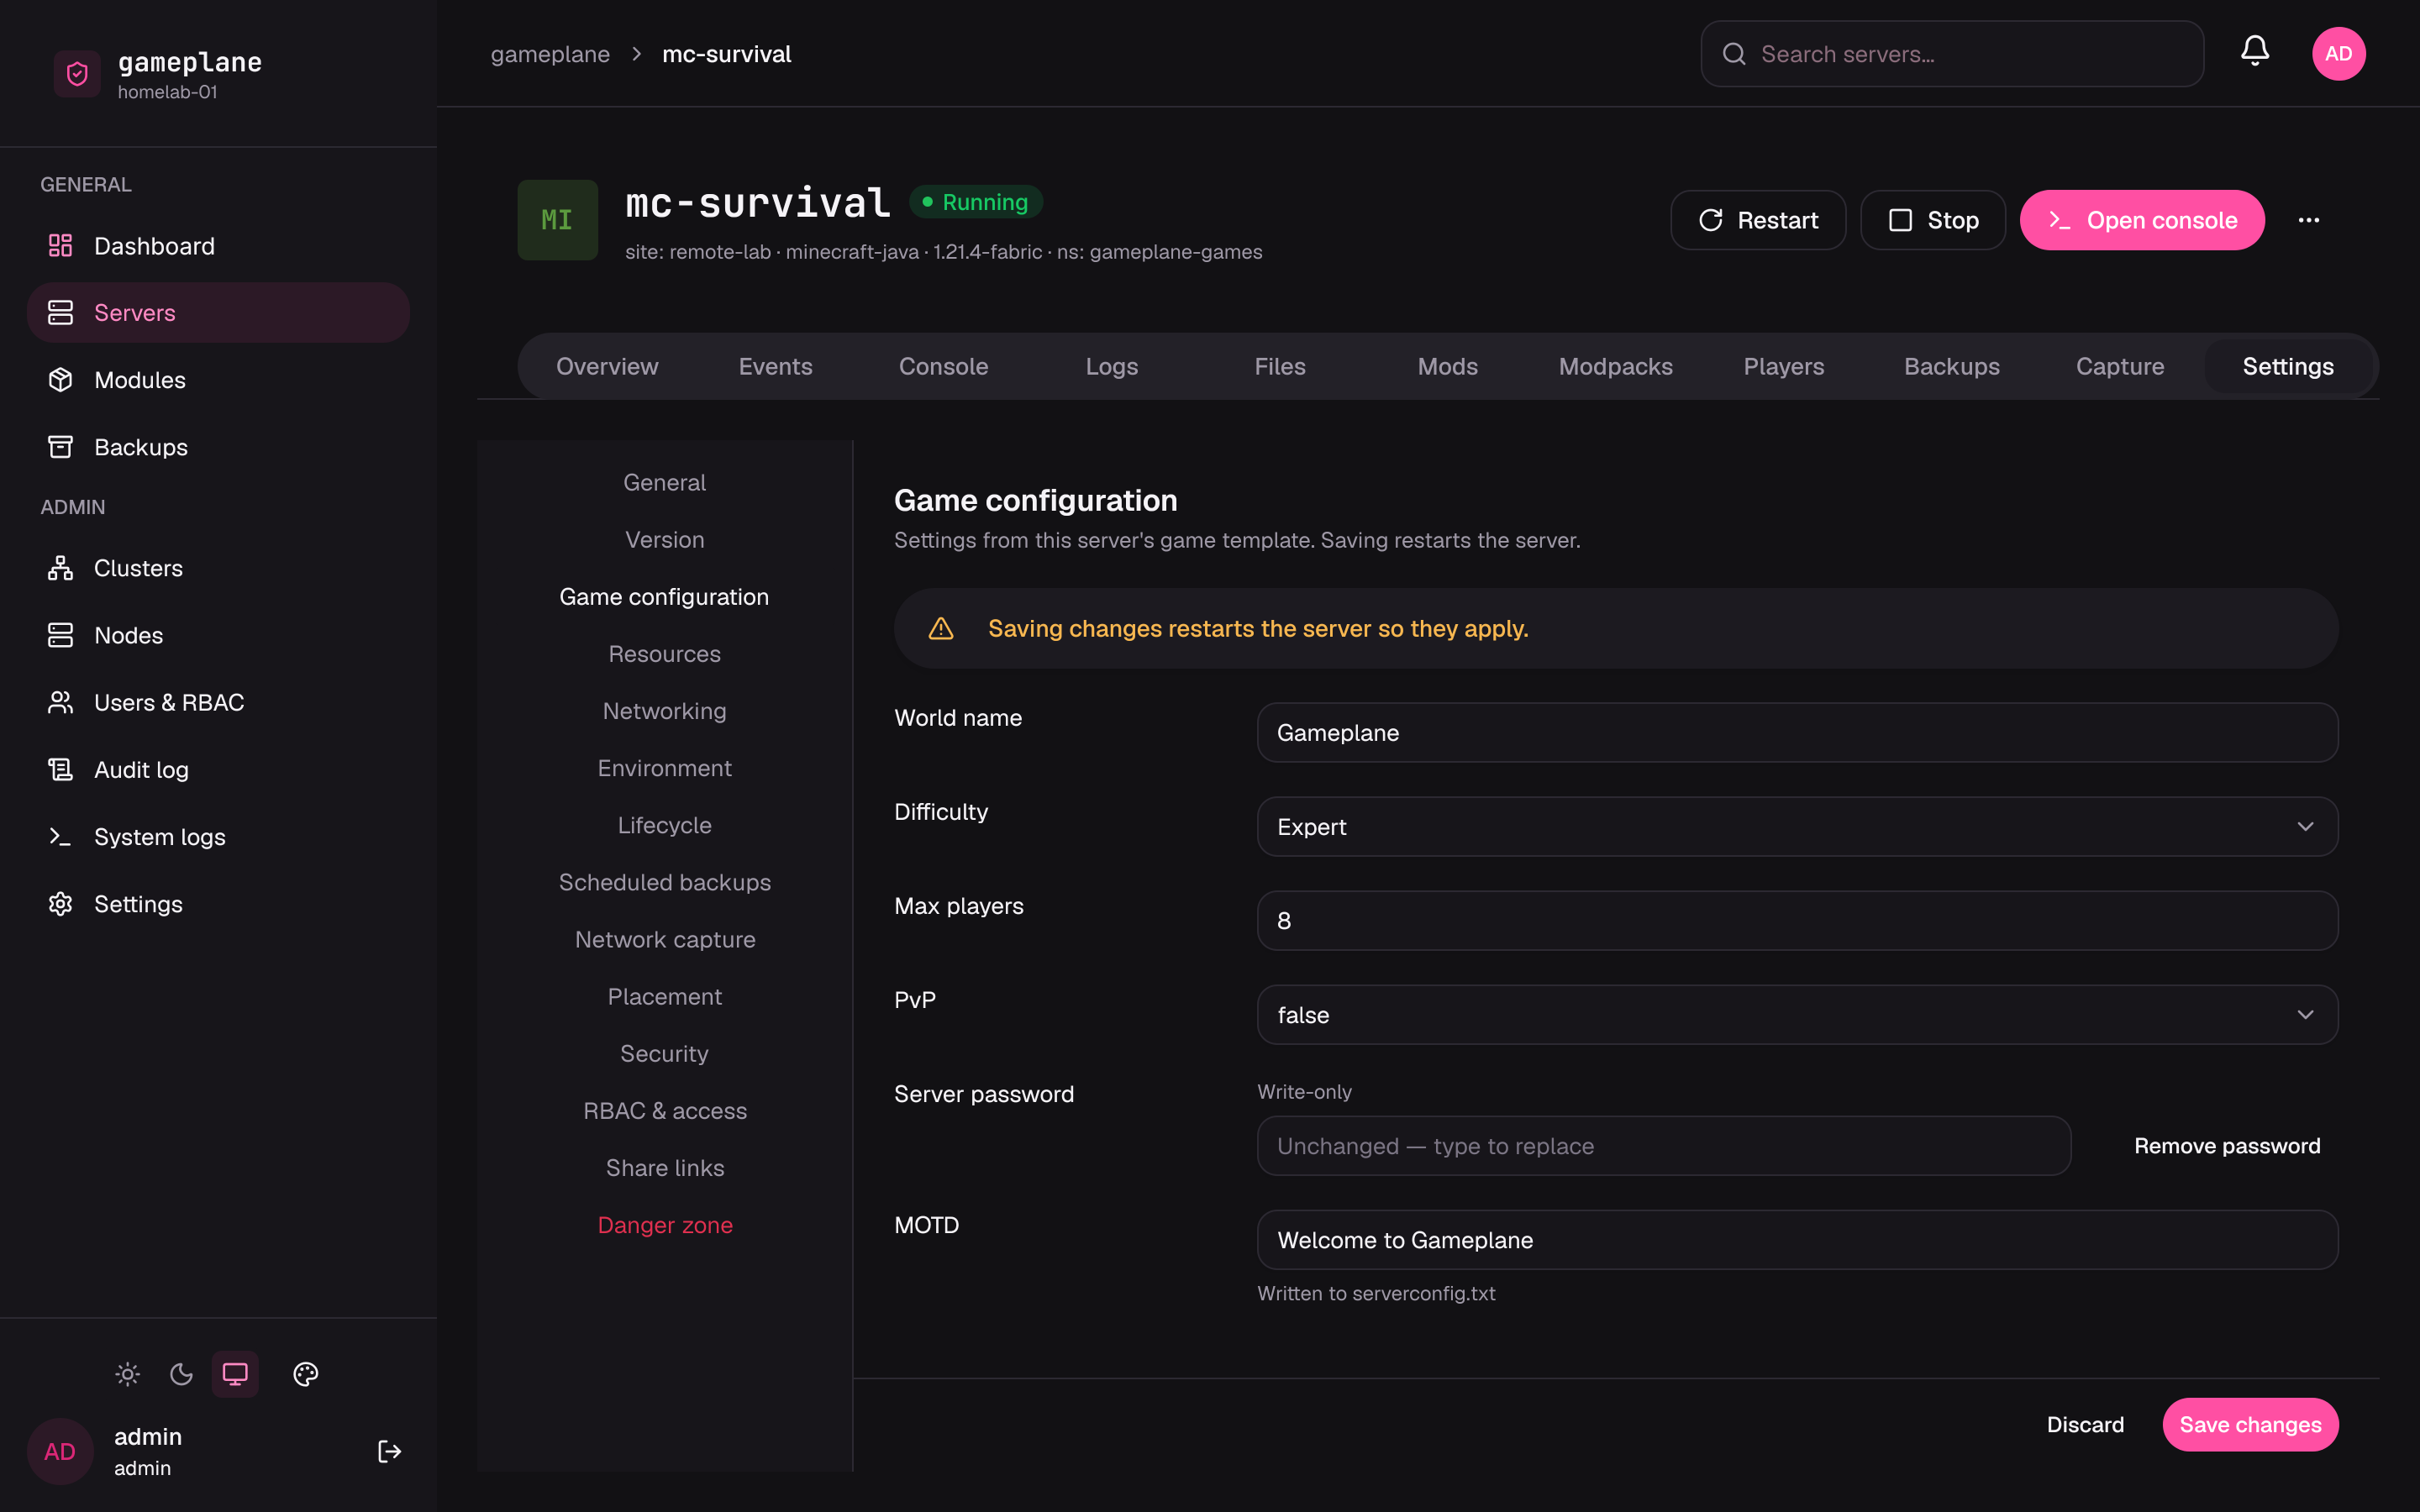 gameplane
homelab-01
GENERAL
Dashboard
Servers
Modules
Backups
ADMIN
Clusters
Nodes
Users & RBAC
Audit log
System logs
Settings
AD
admin
admin
gameplane
mc-survival
Search servers...
AD
MI
mc-survival
Running
site: remote-lab · minecraft-java · 1.21.4-fabric · ns: gameplane-games
Restart
Stop
Open console
Overview
Events
Console
Logs
Files
Mods
Modpacks
Players
Backups
Capture
Settings
General
Version
Game configuration
Resources
Networking
Environment
Lifecycle
Scheduled backups
Network capture
Placement
Security
RBAC & access
Share links
Danger zone
Game configuration
Settings from this server's game template. Saving restarts the server.
Saving changes restarts the server so they apply.
World name
Gameplane
Difficulty
Expert
Max players
8
PvP
false
Server password
Write-only
Unchanged — type to replace
Remove password
MOTD
Welcome to Gameplane
Written to serverconfig.txt
Discard
Save changes